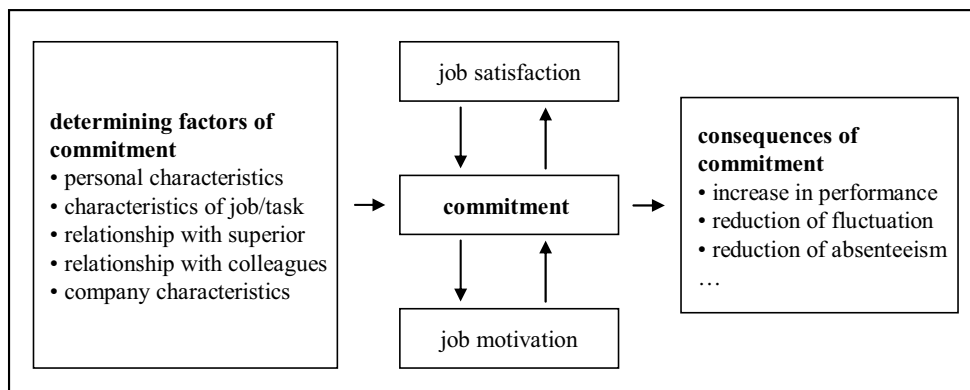 determining factors of
commitment
• personal characteristics
• characteristics of job/task
• relationship with superior
• relationship with colleagues
• company characteristics
job satisfaction
commitment
job motivation
consequences of
commitment
• increase in performance
• reduction of fluctuation
• reduction of absenteeism
…